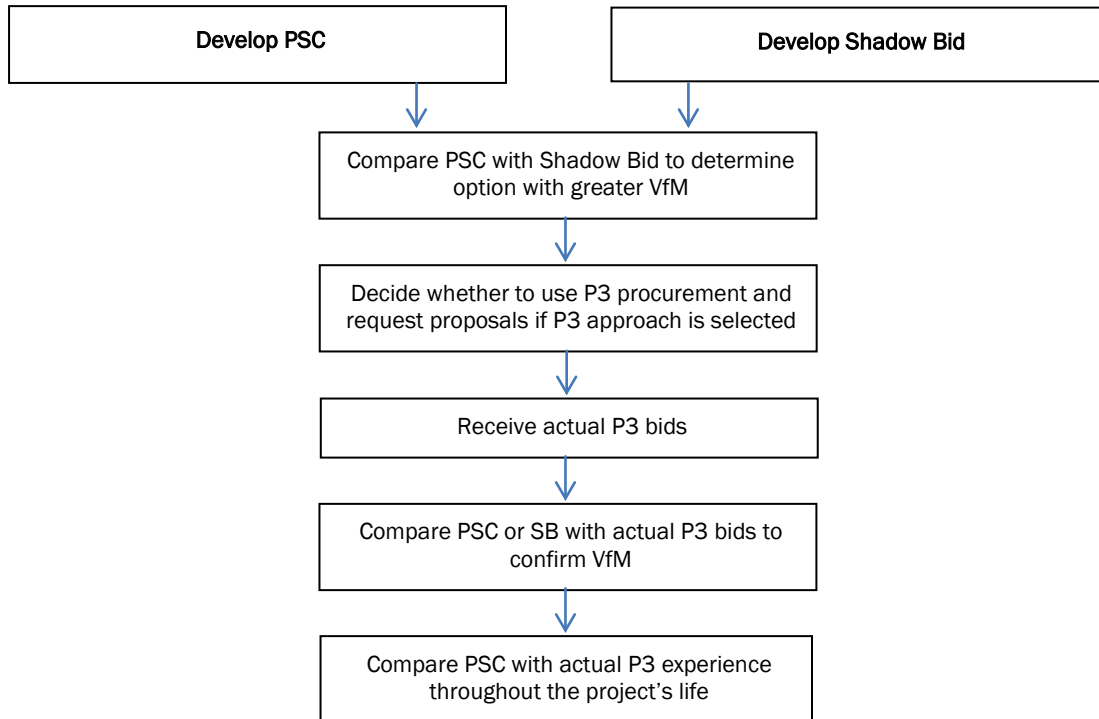 Develop PSC
Develop Shadow Bid
Compare PSC with Shadow Bid to determine
option with greater VfM
Decide whether to use P3 procurement and
request proposals if P3 approach is selected
Receive actual P3 bids
Compare PSC or SB with actual P3 bids to
confirm VfM
Compare PSC with actual P3 experience
throughout the project’s life